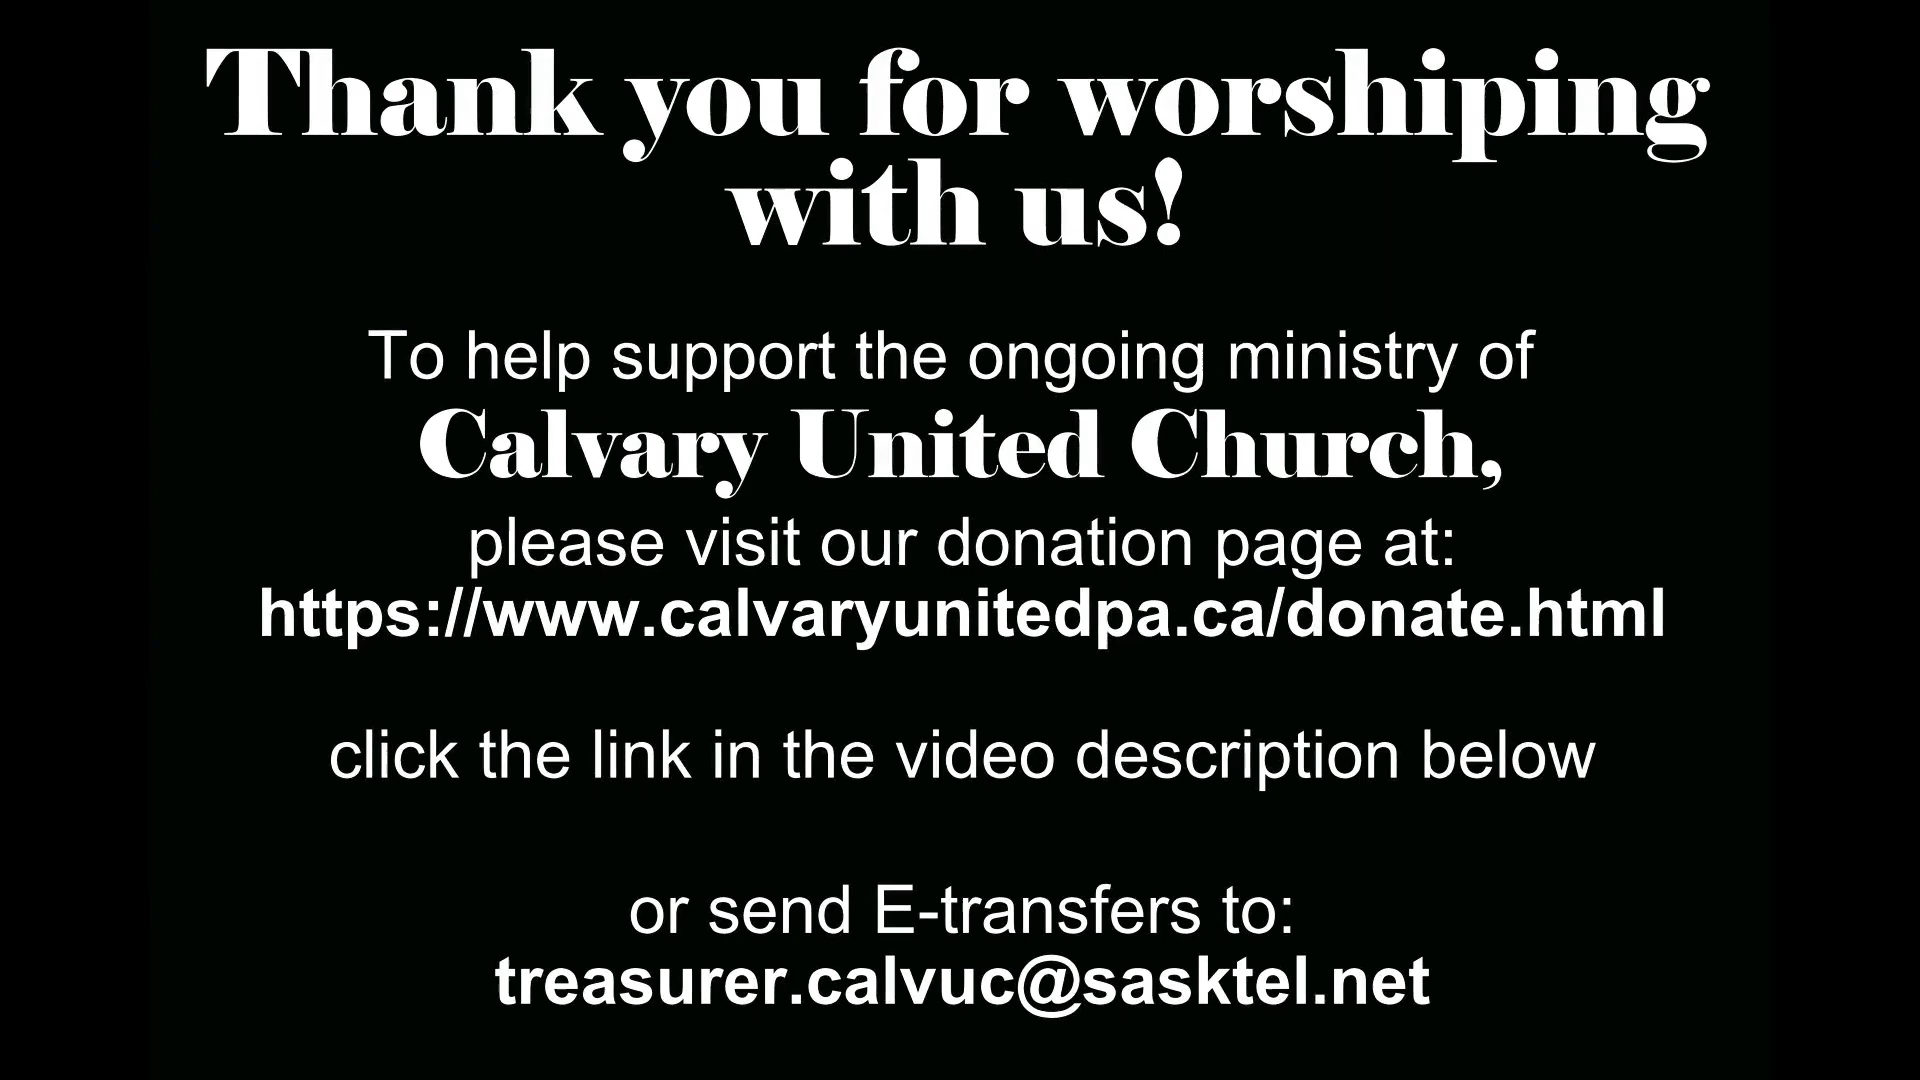 Thank you for worshiping
with us!
To help support the ongoing ministry of
Calvary United Church,
please visit our donation page at:
https://www.calvaryunitedpa.ca/donate.html
click the link in the video description below
or send E-transfers to:
treasurer.calvuc@sasktel.net